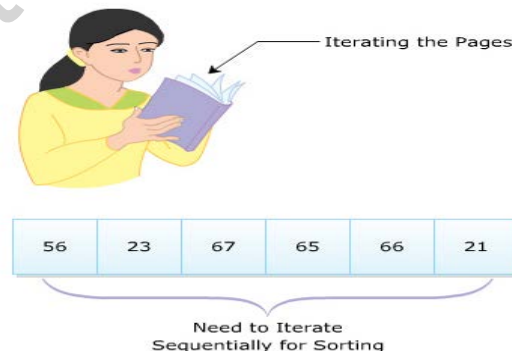 Iterating the Pages
56 23 67 65 66 21
Need to Iterate
Sequentially for Sorting